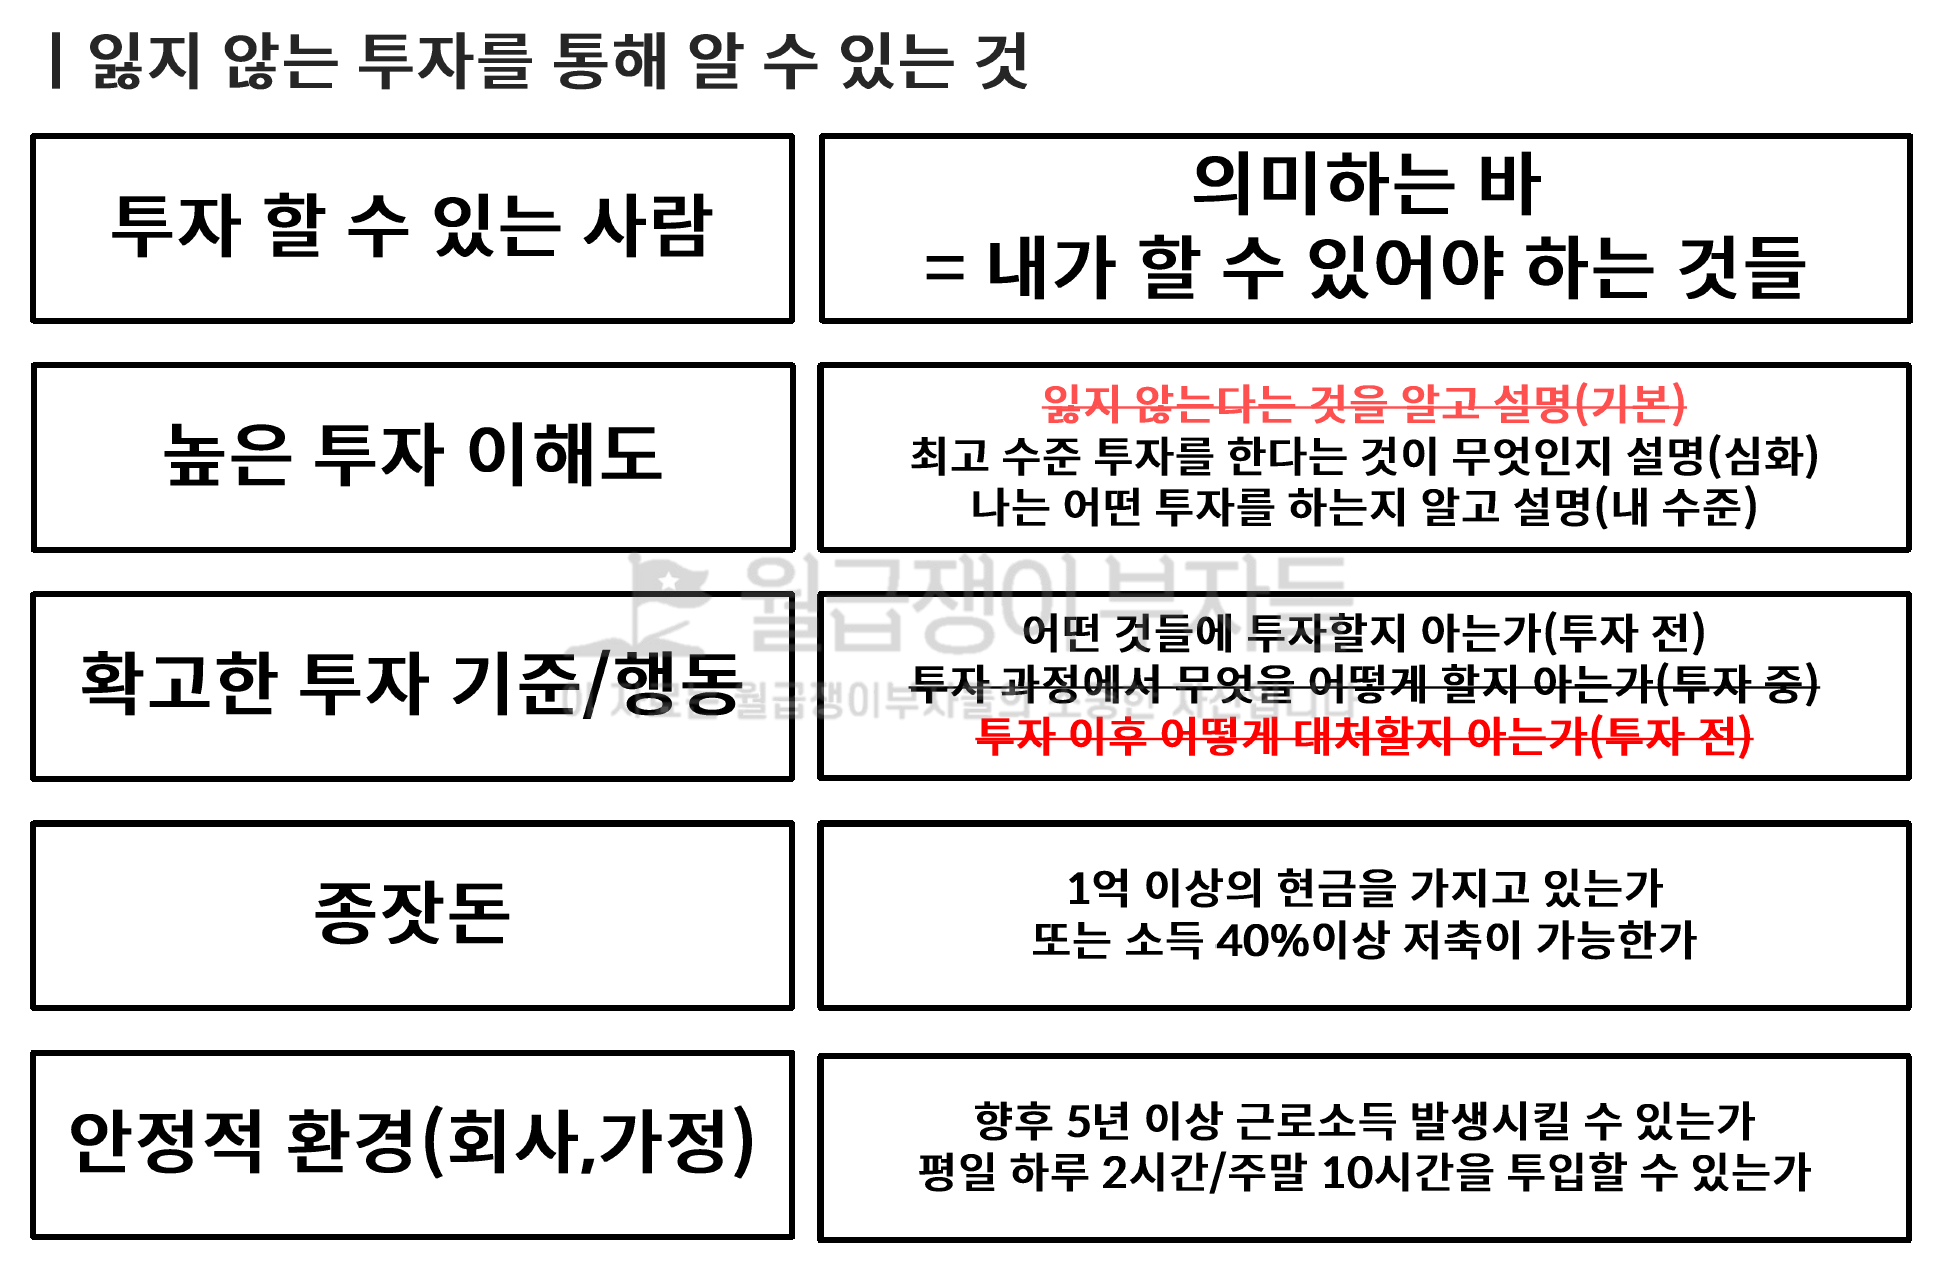 | 잃지 않는 투자를 통해 알 수 있는 것
투자 할 수 있는 사람
의미하는 바
= 내가 할 수 있어야 하는 것들
높은 투자 이해도
잃지 않는다는 것을 알고 설명(기본)
최고 수준 투자를 한다는 것이 무엇인지 설명(심화)
나는 어떤 투자를 하는지 알고 설명(내 수준)
월급쟁이 부자들
이 자료는 월급쟁이부자들의 소중한 자산입니다
확고한 투자 기준/행동
어떤 것들에 투자할지 아는가(투자 전)
투자 과정에서 무엇을 어떻게 할지 아는가(투자 중)
투자 이후 어떻게 대처할지 아는가(투자 전)
종잣돈
1억 이상의 현금을 가지고 있는가
또는 소득 40%이상 저축이 가능한가
안정적 환경(회사,가정)
향후 5년 이상 근로소득 발생시킬 수 있는가
평일 하루 2시간/주말 10시간을 투입할 수 있는가